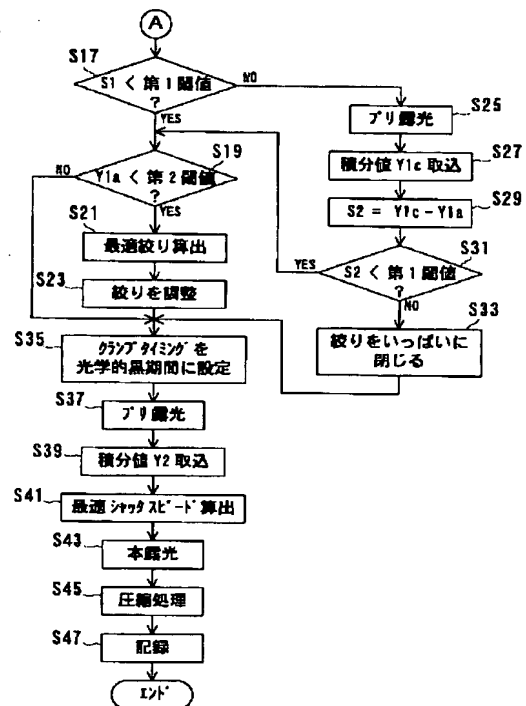 A
S17
S1 < 第1閾値
?
NO
YES
S25
プリ露光
S27
積分値 Y1c 取込
S29
S2 = Y1c - Y1a
S31
S2 < 第1閾値
?
YES
NO
S33
絞りをいっぱいに
閉じる
S19
Y1a < 第2閾値
?
NO
YES
S21
最適絞り算出
S23
絞りを調整
S35
クランプタイミングを
光学的黒期間に設定
S37
プリ露光
S39
積分値 Y2 取込
S41
最適シャッタスピード算出
S43
本露光
S45
圧縮処理
S47
記録
エンド